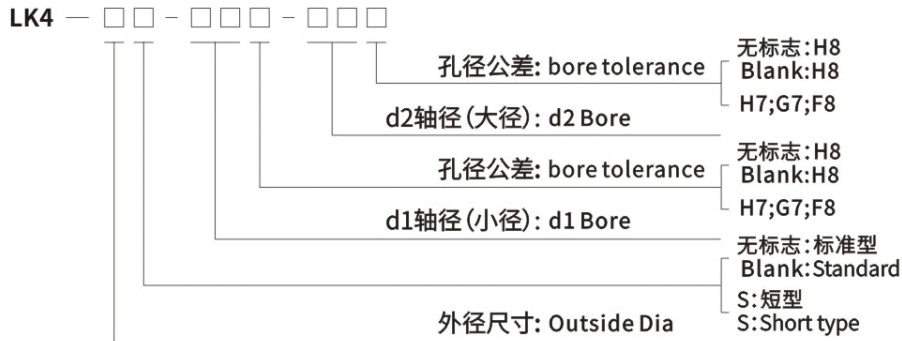 LK4 — □□ - □□□ - □□□
无标志:H8
孔径公差: bore tolerance
Blank:H8
H7;G7;F8
d2轴径(大径): d2 Bore
无标志:H8
孔径公差: bore tolerance
Blank:H8
H7;G7;F8
d1轴径(小径): d1 Bore
无标志:标准型
Blank:Standard
S:短型
外径尺寸: Outside Dia
S:Short type